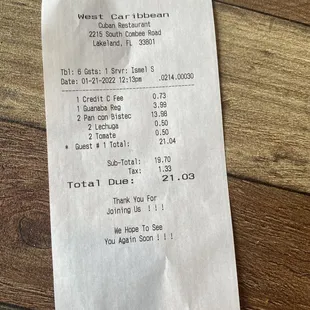 West Caribbean
Cuban Restaurant
2215 South Combee Road
Lakeland, FL 33801
Tbl: 6 Gsts: 1 Srvr: Ismel S
Date: 01-21-2022 12:13pm .0214.00030
1 Credit C Fee 0.73
1 Guanaba Reg 3.99
2 Pan con Bistec 13.98
2 Lechuga 0.50
2 Tomate 0.50
* Guest # 1 Total: 21.04
Sub-Total: 19.70
Tax: 1.33
Total Due: 21.03
Thank You For
Joining Us ! ! !
We Hope To See
You Again Soon ! ! !